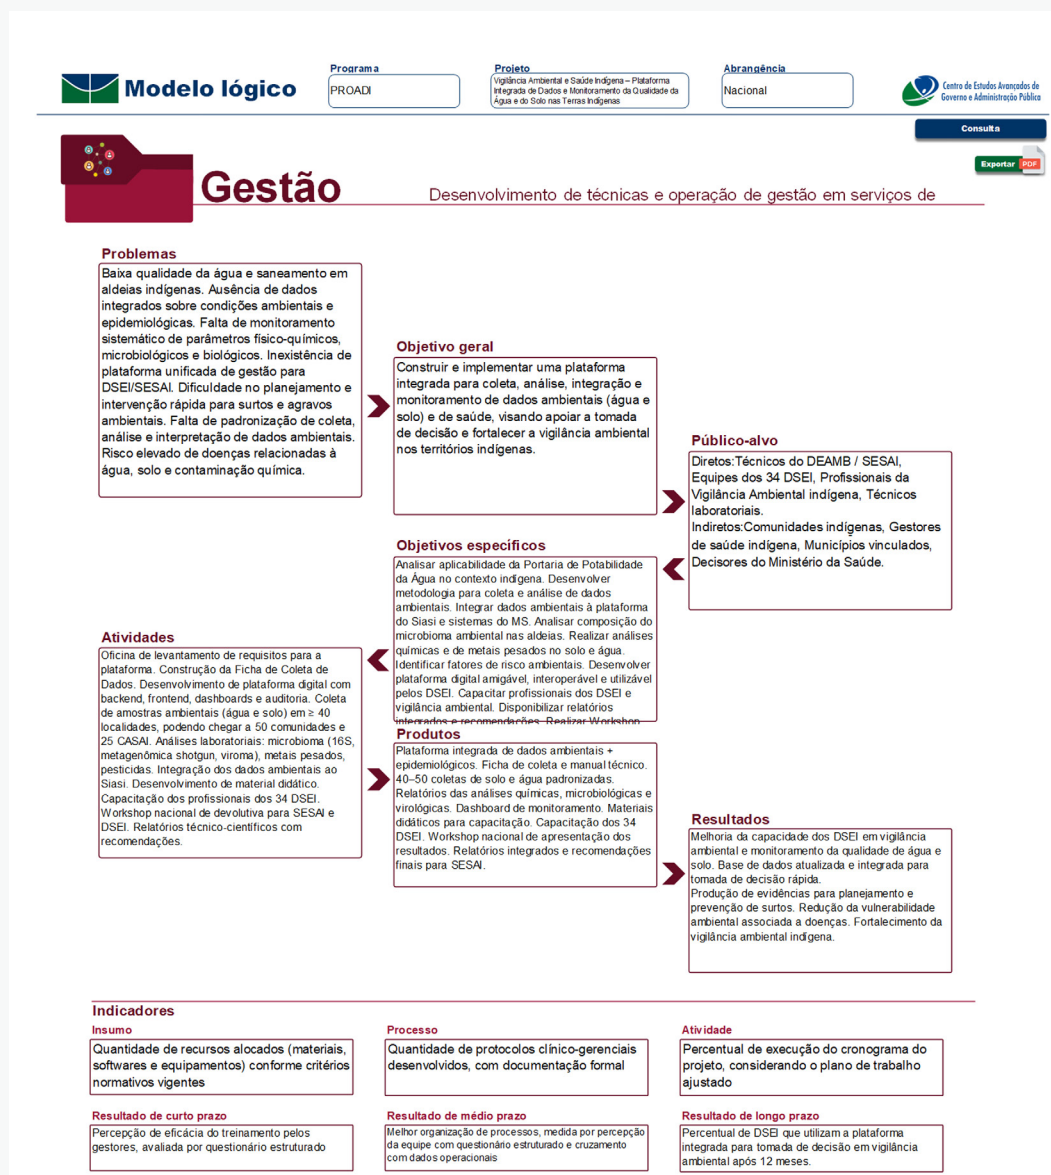 Modelo lógico
Programa
PROADI
Projeto
Vigilância Ambiental e Saúde Indígena – Plataforma
Integrada de Dados e Monitoramento da Qualidade da
Água e do Solo nas Terras Indígenas
Abrangência
Nacional
Centro de Estudos Avançados de
Governo e Administração Pública
Consulta
Exportar PDF
Gestão
Desenvolvimento de técnicas e operação de gestão em serviços de
Problemas
Baixa qualidade da água e saneamento em
aldeias indígenas. Ausência de dados
integrados sobre condições ambientais e
epidemiológicas. Falta de monitoramento
sistemático de parâmetros físico-químicos,
microbiológicos e biológicos. Inexistência de
plataforma unificada de gestão para
DSEI/SESAI. Dificuldade no planejamento e
intervenção rápida para surtos e agravos
ambientais. Falta de padronização de coleta,
análise e interpretação de dados ambientais.
Risco elevado de doenças relacionadas à
água, solo e contaminação química.
Objetivo geral
Construir e implementar uma plataforma
integrada para coleta, análise, integração e
monitoramento de dados ambientais (água e
solo) e de saúde, visando apoiar a tomada
de decisão e fortalecer a vigilância ambiental
nos territórios indígenas.
Público-alvo
Diretos:Técnicos do DEAMB / SESAI,
Equipes dos 34 DSEI, Profissionais da
Vigilância Ambiental indígena, Técnicos
laboratoriais.
Indiretos:Comunidades indígenas, Gestores
de saúde indígena, Municípios vinculados,
Decisores do Ministério da Saúde.
Objetivos específicos
Analisar aplicabilidade da Portaria de Potabilidade
da Água no contexto indígena. Desenvolver
metodologia para coleta e análise de dados
ambientais. Integrar dados ambientais à plataforma
do Siasi e sistemas do MS. Analisar composição do
microbioma ambiental nas aldeias. Realizar análises
químicas e de metais pesados no solo e água.
Identificar fatores de risco ambientais. Desenvolver
plataforma digital amigável, interoperável e utilizável
pelos DSEI. Capacitar profissionais dos DSEI e
vigilância ambiental. Disponibilizar relatórios
integrados e recomendações. Realizar Workshop
Atividades
Oficina de levantamento de requisitos para a
plataforma. Construção da Ficha de Coleta de
Dados. Desenvolvimento de plataforma digital com
backend, frontend, dashboards e auditoria. Coleta
de amostras ambientais (água e solo) em ≥ 40
localidades, podendo chegar a 50 comunidades e
25 CASAI. Análises laboratoriais: microbioma (16S,
metagenômica shotgun, viroma), metais pesados,
pesticidas. Integração dos dados ambientais ao
Siasi. Desenvolvimento de material didático.
Capacitação dos profissionais dos 34 DSEI.
Workshop nacional de devolutiva para SESAI e
DSEI. Relatórios técnico-científicos com
recomendações.
Produtos
Plataforma integrada de dados ambientais +
epidemiológicos. Ficha de coleta e manual técnico.
40–50 coletas de solo e água padronizadas.
Relatórios das análises químicas, microbiológicas e
virológicas. Dashboard de monitoramento. Materiais
didáticos para capacitação. Capacitação dos 34
DSEI. Workshop nacional de apresentação dos
resultados. Relatórios integrados e recomendações
finais para SESAI.
Resultados
Melhoria da capacidade dos DSEI em vigilância
ambiental e monitoramento da qualidade de água e
solo. Base de dados atualizada e integrada para
tomada de decisão rápida.
Produção de evidências para planejamento e
prevenção de surtos. Redução da vulnerabilidade
ambiental associada a doenças. Fortalecimento da
vigilância ambiental indígena.
Indicadores
Insumo
Quantidade de recursos alocados (materiais,
softwares e equipamentos) conforme critérios
normativos vigentes
Processo
Quantidade de protocolos clínico-gerenciais
desenvolvidos, com documentação formal
Atividade
Percentual de execução do cronograma do
projeto, considerando o plano de trabalho
ajustado
Resultado de curto prazo
Percepção de eficácia do treinamento pelos
gestores, avaliada por questionário estruturado
Resultado de médio prazo
Melhor organização de processos, medida por percepção
da equipe com questionário estruturado e cruzamento
com dados operacionais
Resultado de longo prazo
Percentual de DSEI que utilizam a plataforma
integrada para tomada de decisão em vigilância
ambiental após 12 meses.